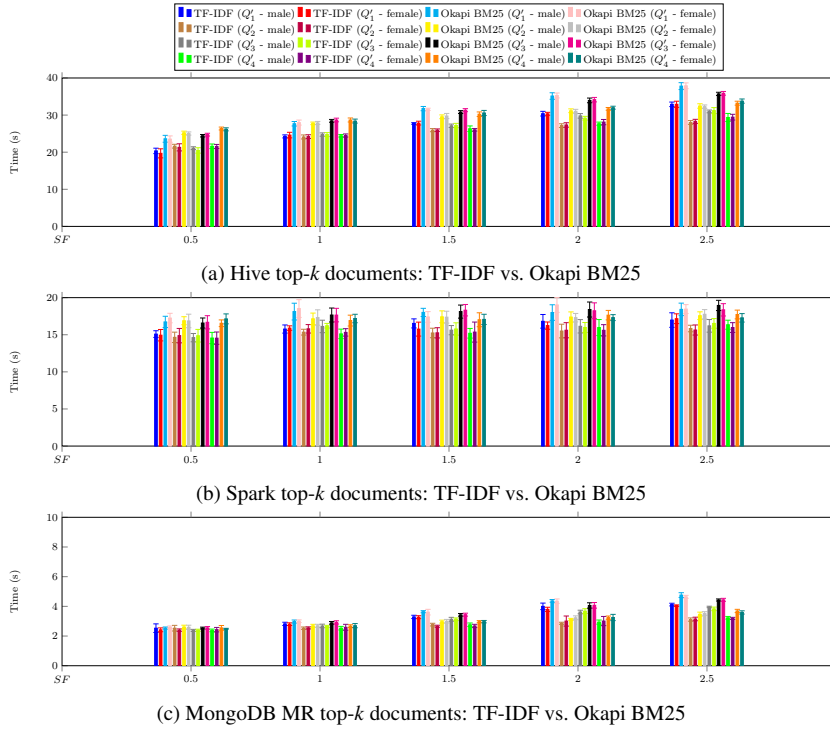 TF-IDF (Q′1 - male) TF-IDF (Q′1 - female) Okapi BM25 (Q′1 - male) Okapi BM25 (Q′1 - female)
TF-IDF (Q′2 - male) TF-IDF (Q′2 - female) Okapi BM25 (Q′2 - male) Okapi BM25 (Q′2 - female)
TF-IDF (Q′3 - male) TF-IDF (Q′3 - female) Okapi BM25 (Q′3 - male) Okapi BM25 (Q′3 - female)
TF-IDF (Q′4 - male) TF-IDF (Q′4 - female) Okapi BM25 (Q′4 - male) Okapi BM25 (Q′4 - female)
40
30
20
10
0
Time (s)
SF 0.5 1 1.5 2 2.5
(a) Hive top-k documents: TF-IDF vs. Okapi BM25
20
15
10
5
0
Time (s)
SF 0.5 1 1.5 2 2.5
(b) Spark top-k documents: TF-IDF vs. Okapi BM25
10
8
6
4
2
0
Time (s)
SF 0.5 1 1.5 2 2.5
(c) MongoDB MR top-k documents: TF-IDF vs. Okapi BM25